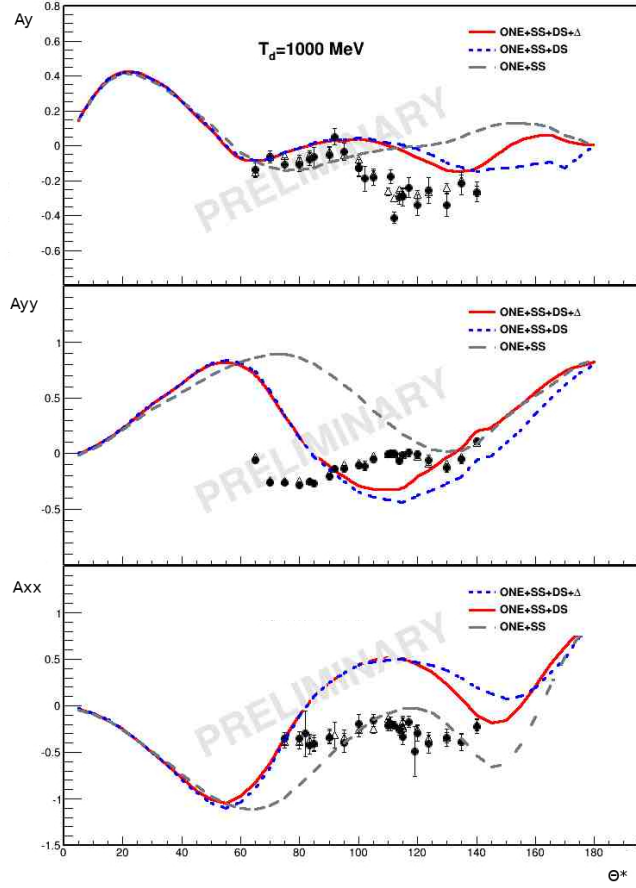 Ay
0.8
0.6
0.4
0.2
0
-0.2
-0.4
-0.6
T_d=1000 MeV
ONE+SS+DS+Δ
ONE+SS+DS
ONE+SS
PRELIMINARY
Ayy
1
0.5
0
-0.5
ONE+SS+DS+Δ
ONE+SS+DS
ONE+SS
PRELIMINARY
Axx
1
0.5
0
-0.5
-1
-1.5
ONE+SS+DS+Δ
ONE+SS+DS
ONE+SS
PRELIMINARY
0 20 40 60 80 100 120 140 160 180
Θ*